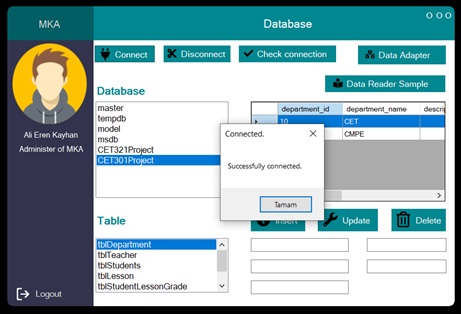 MKA
Database
Connect
Disconnect
Check connection
Data Adapter
Data Reader Sample
Ali Eren Kayhan
Administer of MKA
Database
master
tempdb
model
msdb
CET321Project
CET301Project
department_id department_name descrip
10 CET
CMPE
Connected.
Successfully connected.
Tamam
Table
Insert
Update
Delete
tblDepartment
tblTeacher
tblStudents
tblLesson
tblStudentLessonGrade
Logout